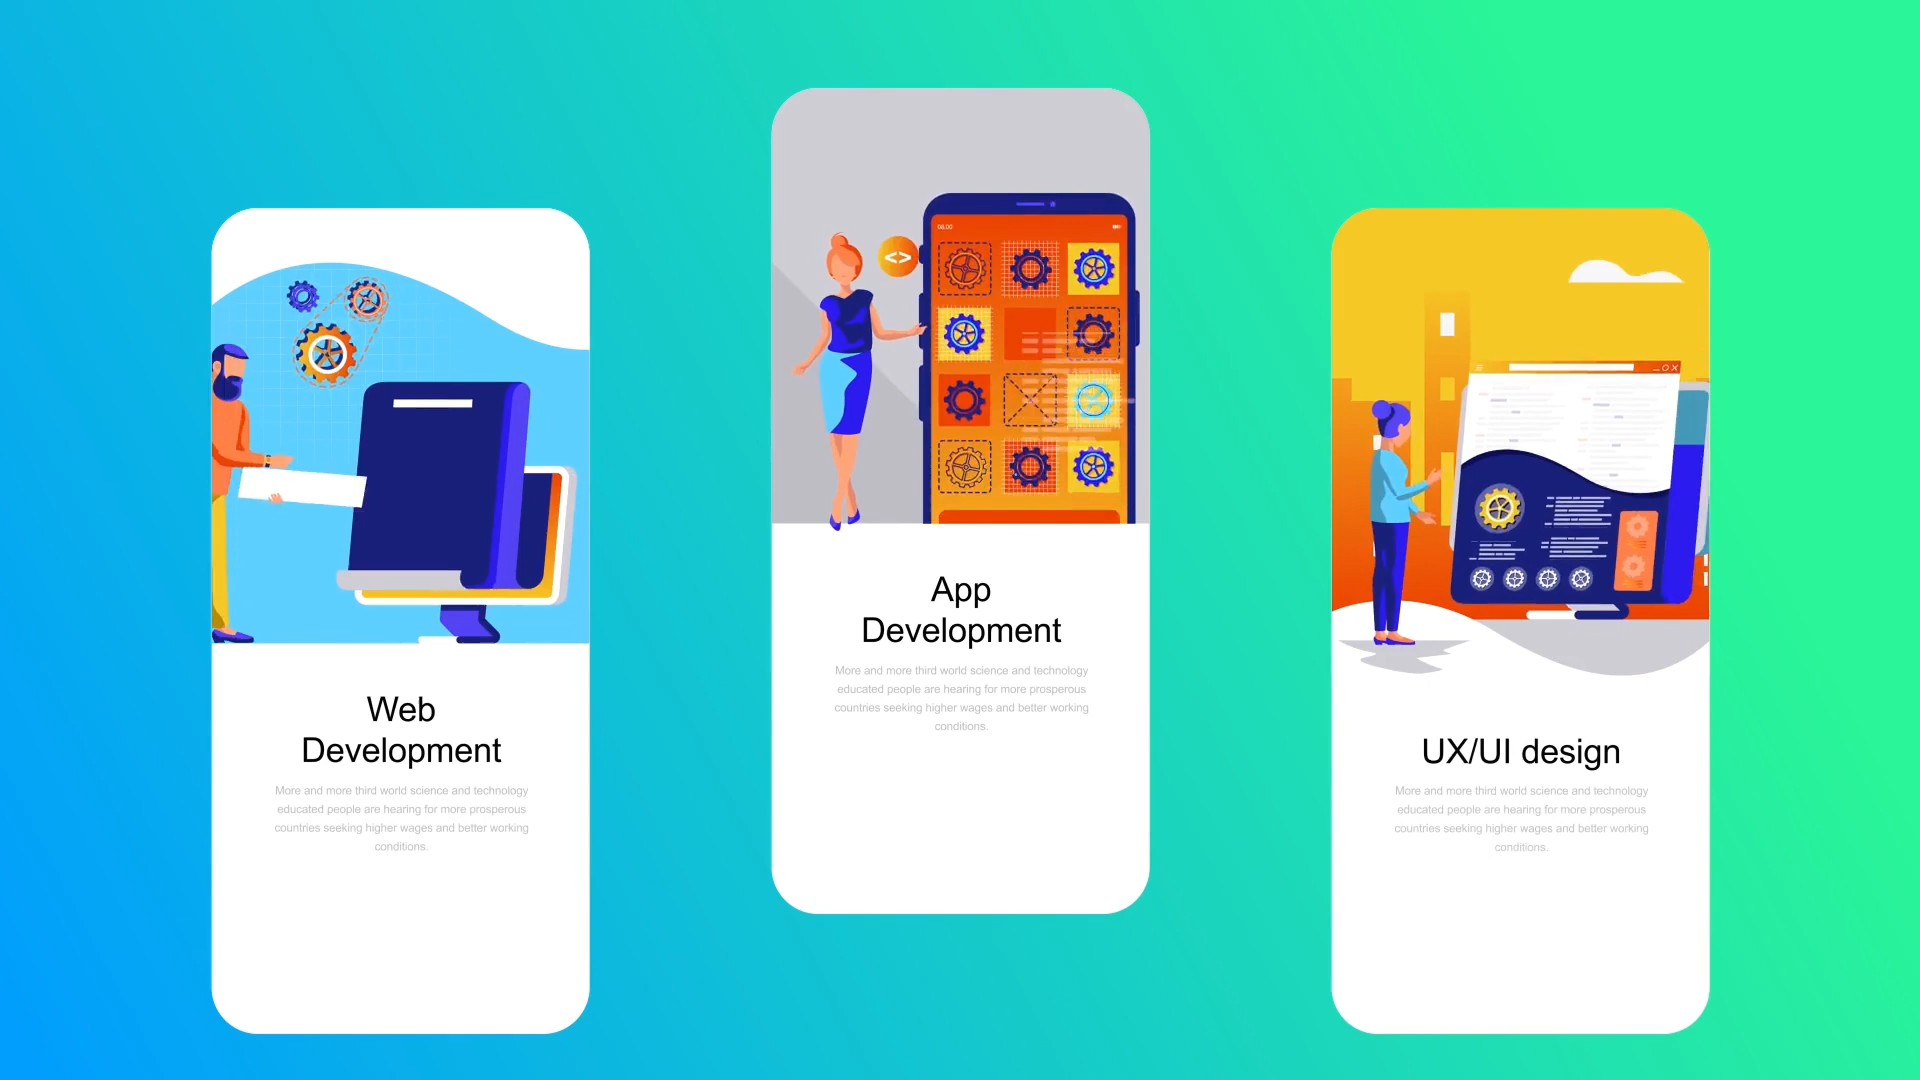 Web
Development
More and more third world science and technology
educated people are hearing for more prosperous
countries seeking higher wages and better working
conditions.
08.00
<>
App
Development
More and more third world science and technology
educated people are hearing for more prosperous
countries seeking higher wages and better working
conditions.
UX/UI design
More and more third world science and technology
educated people are hearing for more prosperous
countries seeking higher wages and better working
conditions.